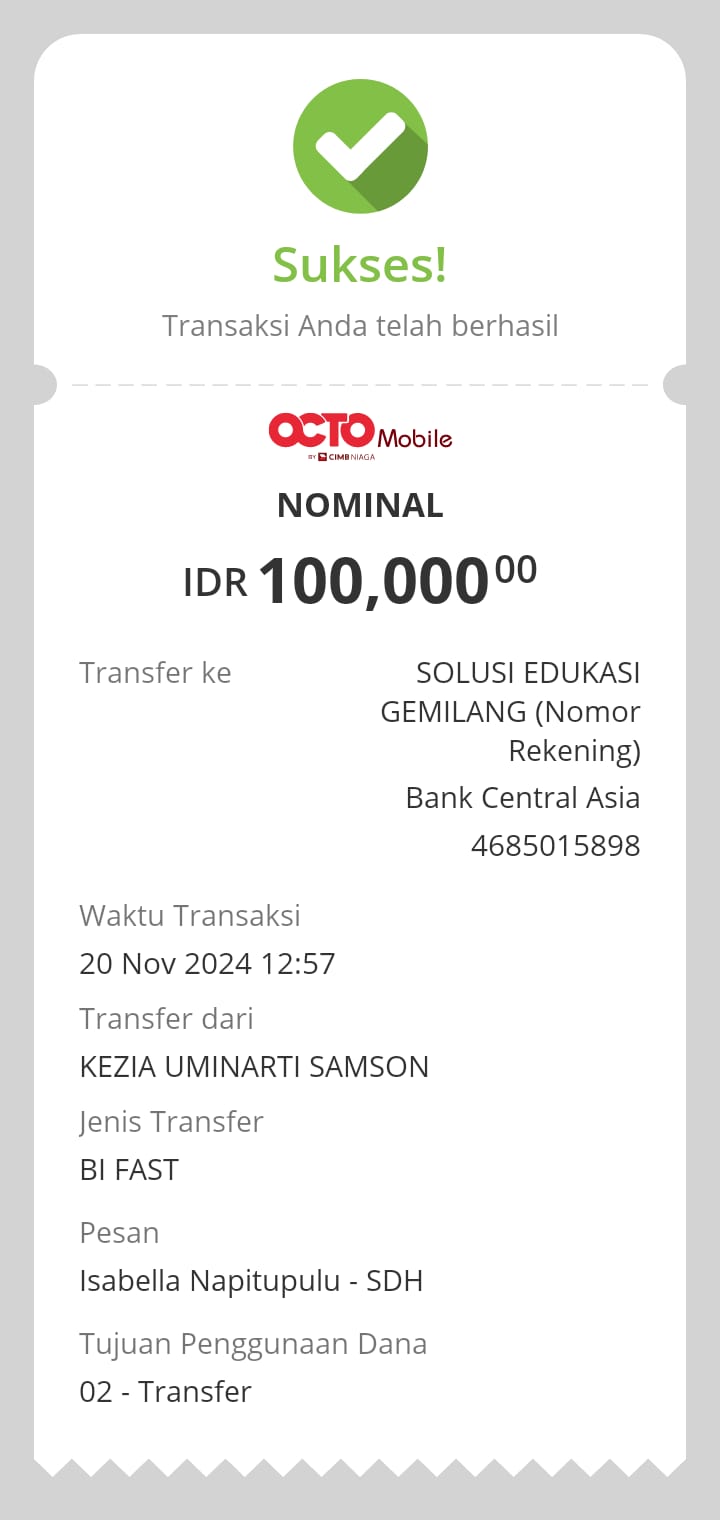 Sukses!
Transaksi Anda telah berhasil
OCTO Mobile
BY CIMB NIAGA
NOMINAL
IDR 100,000⁰⁰
Transfer ke
SOLUSI EDUKASI
GEMILANG (Nomor
Rekening)
Bank Central Asia
4685015898
Waktu Transaksi
20 Nov 2024 12:57
Transfer dari
KEZIA UMINARTI SAMSON
Jenis Transfer
BI FAST
Pesan
Isabella Napitupulu - SDH
Tujuan Penggunaan Dana
02 - Transfer